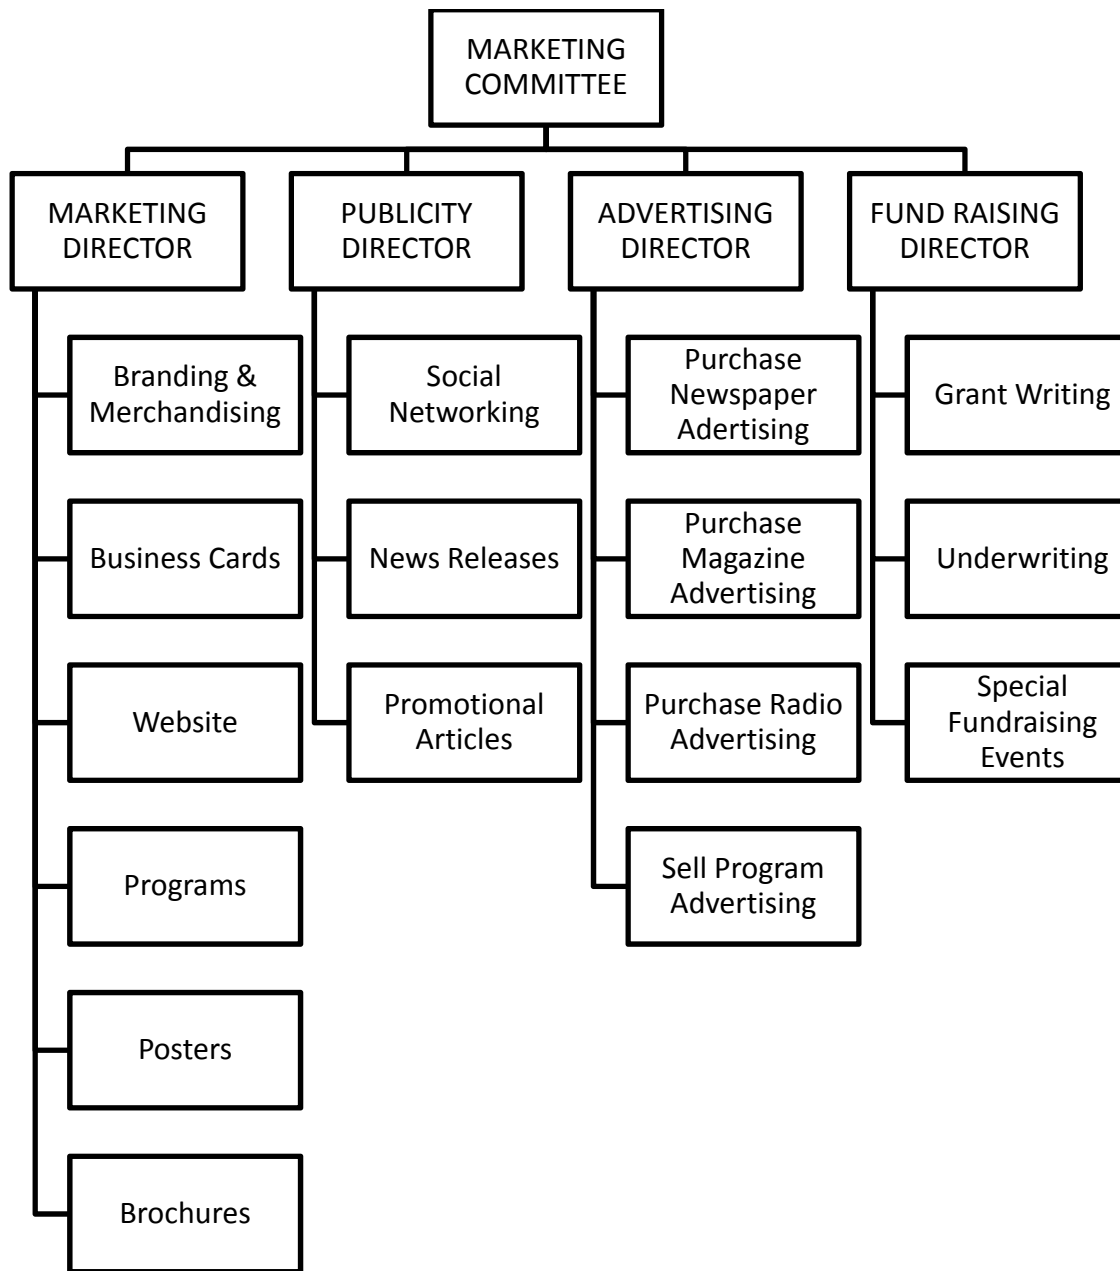 MARKETING
COMMITTEE
MARKETING
DIRECTOR
Branding &
Merchandising
Business Cards
Website
Programs
Posters
Brochures
PUBLICITY
DIRECTOR
Social
Networking
News Releases
Promotional
Articles
ADVERTISING
DIRECTOR
Purchase
Newspaper
Adertising
Purchase
Magazine
Advertising
Purchase Radio
Advertising
Sell Program
Advertising
FUND RAISING
DIRECTOR
Grant Writing
Underwriting
Special
Fundraising
Events